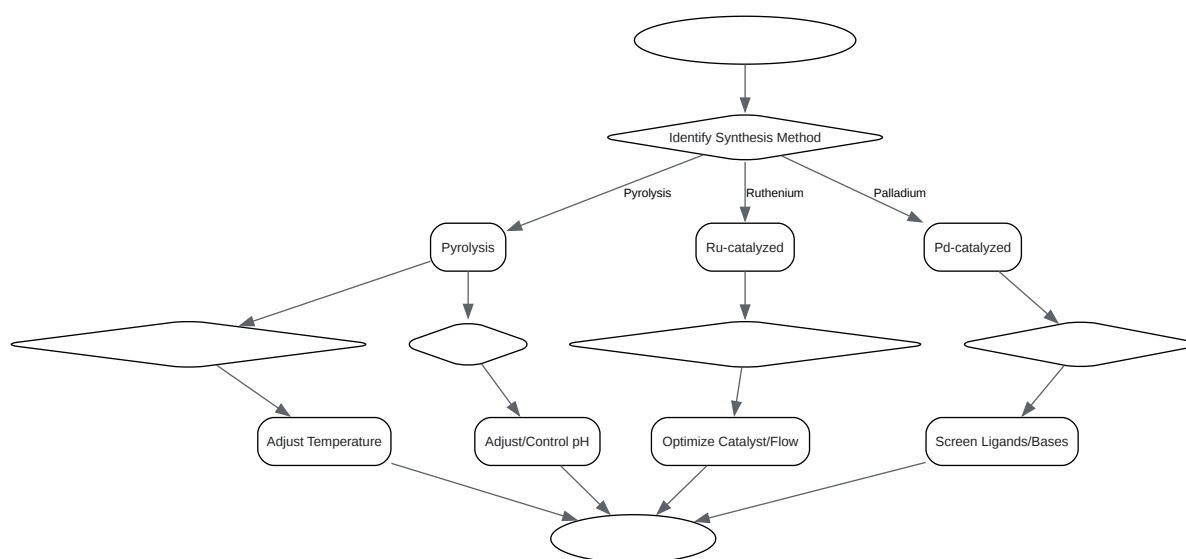 Identify Synthesis Method
Pyrolysis
Ruthenium
Palladium
Pyrolysis
Ru-catalyzed
Pd-catalyzed
Adjust Temperature
Adjust/Control pH
Optimize Catalyst/Flow
Screen Ligands/Bases